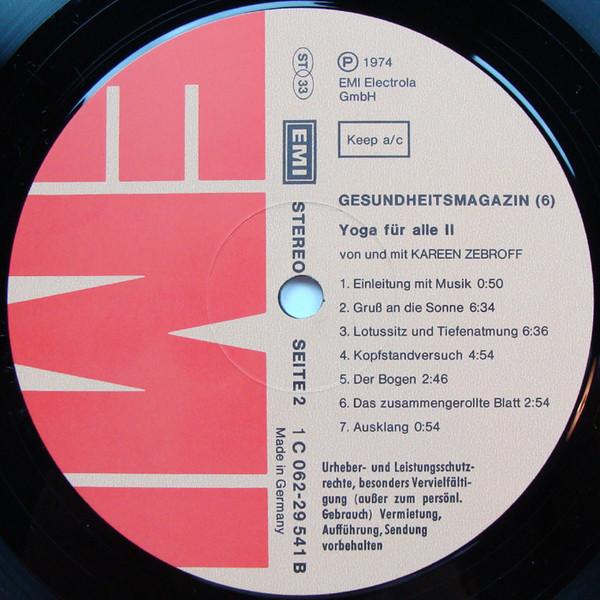 ST
33
Ⓟ 1974
EMI Electrola
GmbH
EMI
Keep a/c
GESUNDHEITSMAGAZIN (6)
Yoga für alle II
von und mit KAREEN ZEBROFF
1. Einleitung mit Musik 0:50
2. Gruß an die Sonne 6:34
3. Lotussitz und Tiefenatmung 6:36
4. Kopfstandversuch 4:54
5. Der Bogen 2:46
6. Das zusammengerollte Blatt 2:54
7. Ausklang 0:54
Urheber- und Leistungsschutz-
rechte, besonders Vervielfälti-
gung (außer zum persönl.
Gebrauch) Vermietung,
Aufführung, Sendung
vorbehalten
STEREO SEITE 2 1 C 062-29 541 B
Made in Germany
EMI